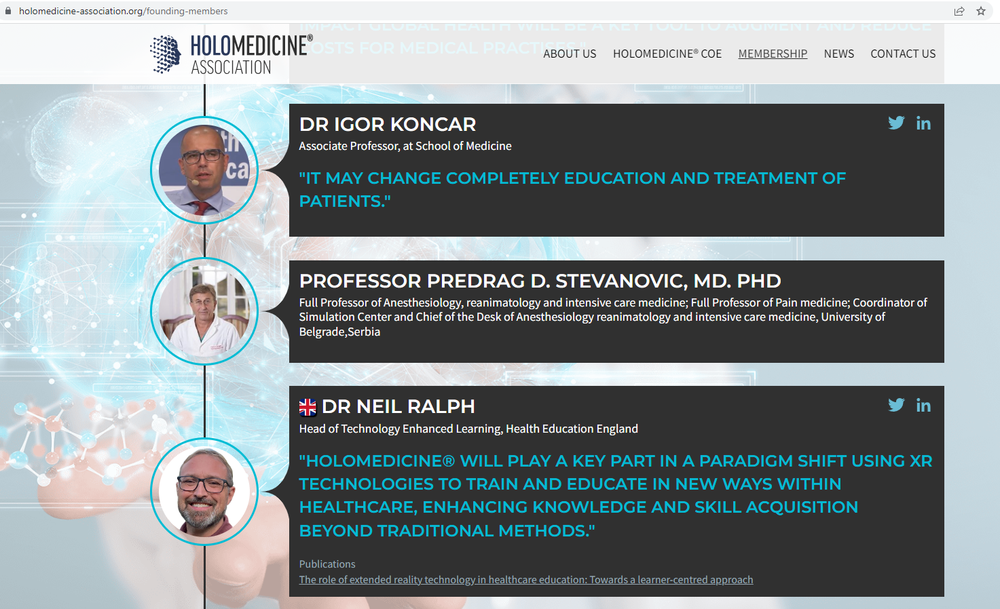 holomedicine-association.org/founding-members
IMPACT GLOBAL HEALTH WILL BE A KEY TOOL TO AUGMENT AND REDUCE
COSTS FOR MEDICAL PRACTISES."
HOLOMEDICINE®
ASSOCIATION
ABOUT US HOLOMEDICINE® COE MEMBERSHIP NEWS CONTACT US
DR IGOR KONCAR
Associate Professor, at School of Medicine
"IT MAY CHANGE COMPLETELY EDUCATION AND TREATMENT OF
PATIENTS."
PROFESSOR PREDRAG D. STEVANOVIC, MD. PHD
Full Professor of Anesthesiology, reanimatology and intensive care medicine; Full Professor of Pain medicine; Coordinator of
Simulation Center and Chief of the Desk of Anesthesiology reanimatology and intensive care medicine, University of
Belgrade,Serbia
DR NEIL RALPH
Head of Technology Enhanced Learning, Health Education England
"HOLOMEDICINE® WILL PLAY A KEY PART IN A PARADIGM SHIFT USING XR
TECHNOLOGIES TO TRAIN AND EDUCATE IN NEW WAYS WITHIN
HEALTHCARE, ENHANCING KNOWLEDGE AND SKILL ACQUISITION
BEYOND TRADITIONAL METHODS."
Publications
The role of extended reality technology in healthcare education: Towards a learner-centred approach